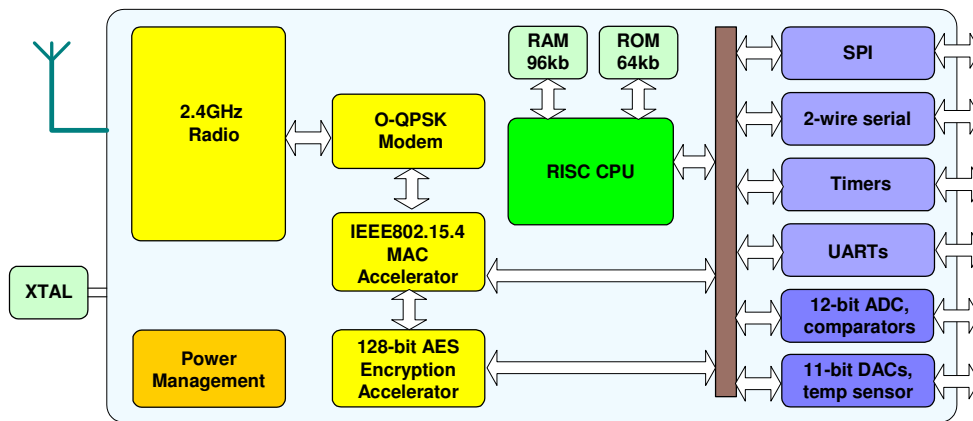 2.4GHz
Radio
O-QPSK
Modem
RAM
96kb
ROM
64kb
RISC CPU
IEEE802.15.4
MAC
Accelerator
128-bit AES
Encryption
Accelerator
XTAL
Power
Management
SPI
2-wire serial
Timers
UARTs
12-bit ADC,
comparators
11-bit DACs,
temp sensor